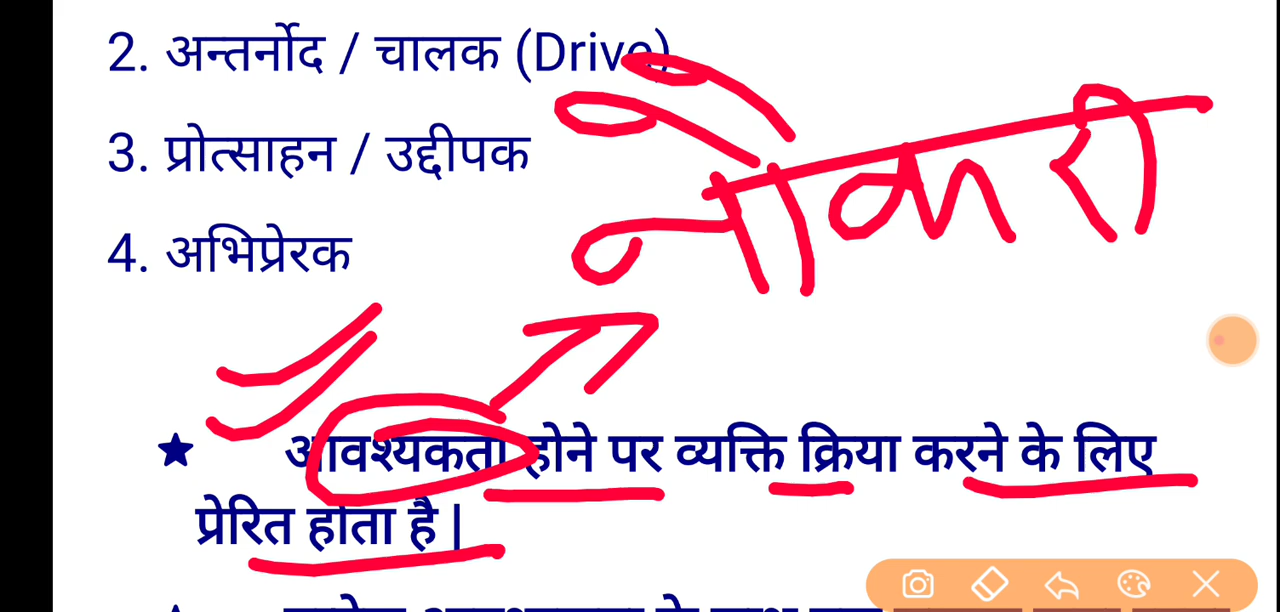 2. अन्तर्नोद / चालक (Drive)
3. प्रोत्साहन / उद्दीपक
नौकरी
4. अभिप्रेरक
★ आवश्यकता होने पर व्यक्ति क्रिया करने के लिए
प्रेरित होता है |